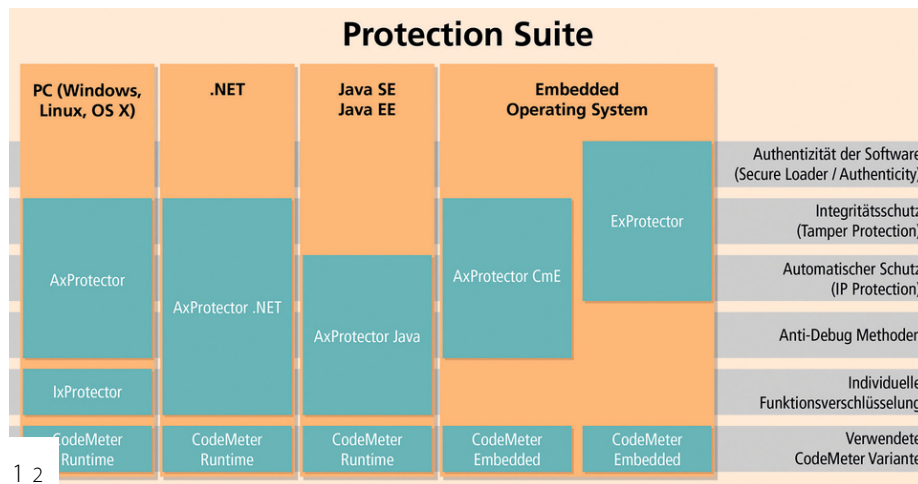 Protection Suite
PC (Windows,
Linux, OS X)
.NET
Java SE
Java EE
Embedded
Operating System
Authentizität der Software
(Secure Loader / Authenticity)
Integritätsschutz
(Tamper Protection)
Automatischer Schutz
(IP Protection)
Anti-Debug Methoden
Individuelle
Funktionsverschlüsselung
Verwendete
CodeMeter Variante
AxProtector
AxProtector .NET
AxProtector Java
AxProtector CmE
ExProtector
IxProtector
CodeMeter
Runtime
CodeMeter
Runtime
CodeMeter
Runtime
CodeMeter
Embedded
CodeMeter
Embedded
1 2